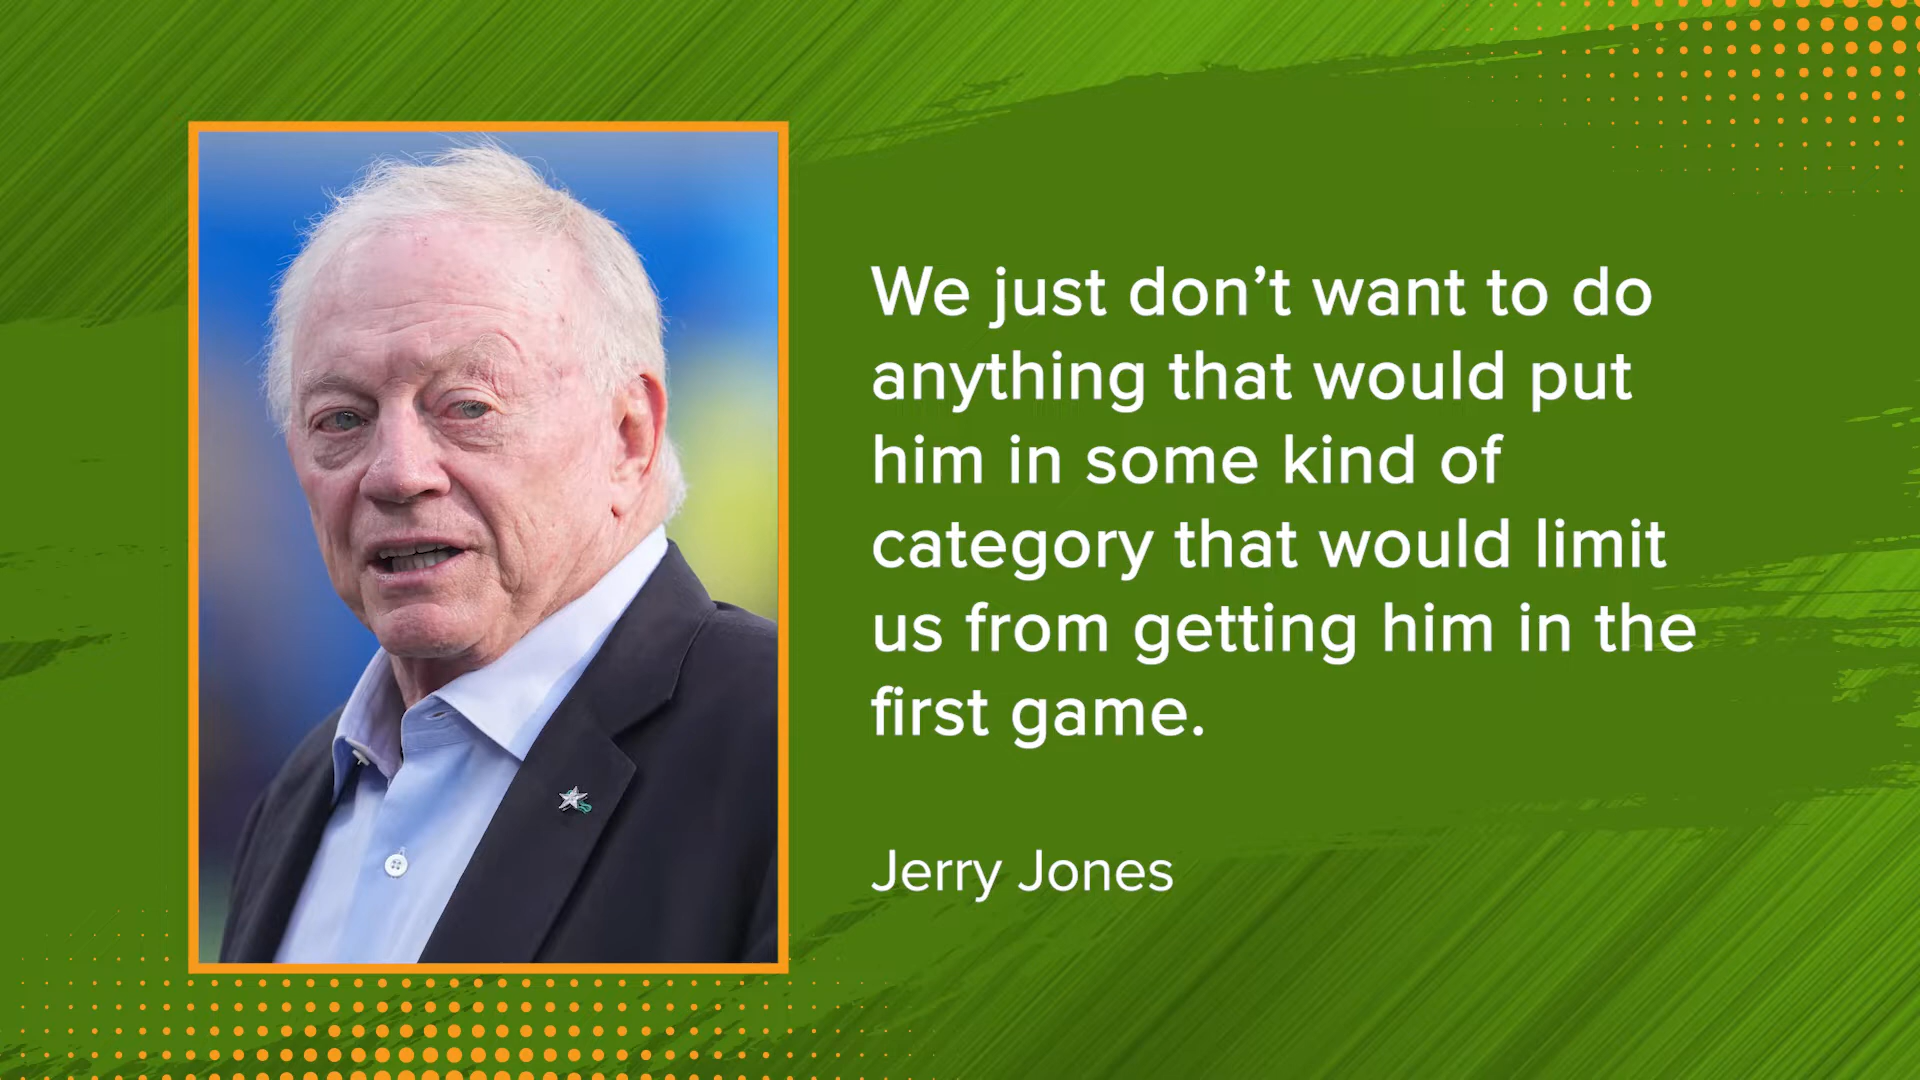 We just don’t want to do
anything that would put
him in some kind of
category that would limit
us from getting him in the
first game.
Jerry Jones